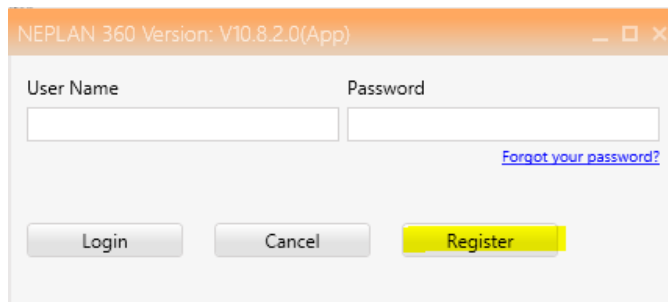 NEPLAN 360 Version: V10.8.2.0(App)
User Name Password
Forgot your password?
Login Cancel Register